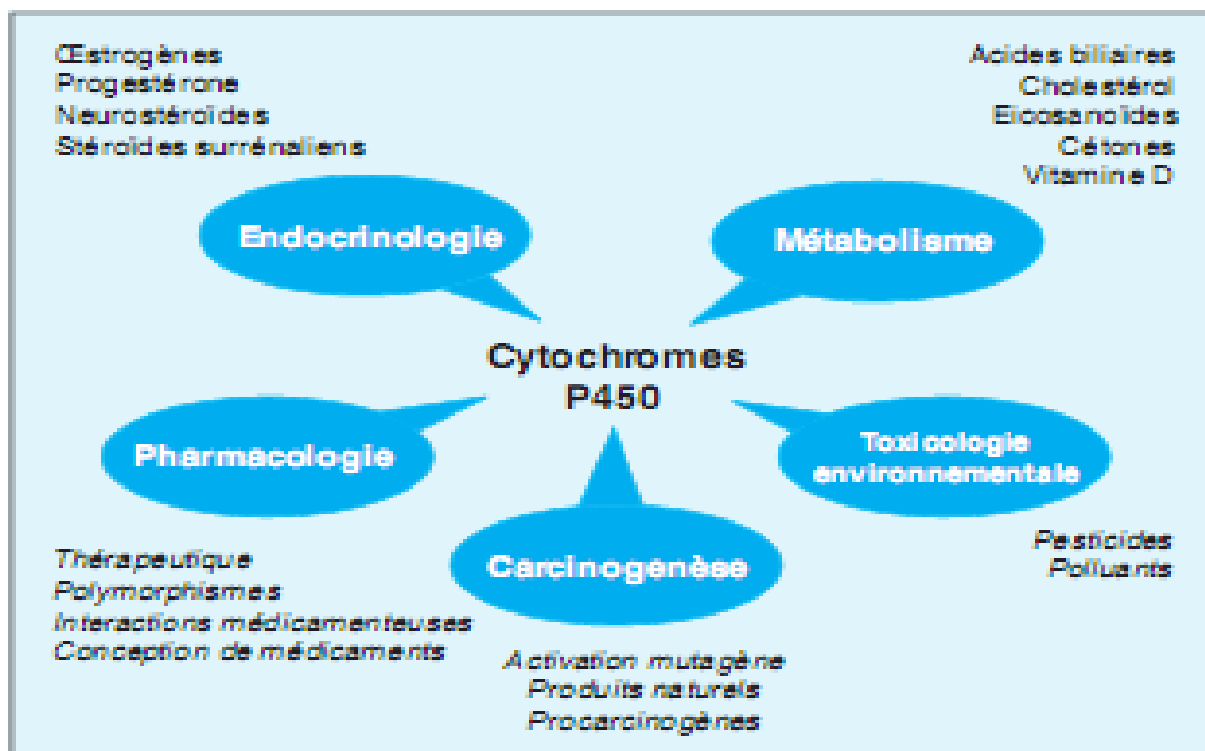 Œstrogènes
Progestérone
Neurostéroïdes
Stéroïdes surrénaliens
Acides biliaires
Cholestérol
Eicosanoïdes
Cétones
Vitamine D
Endocrinologie
Métabolisme
Cytochromes
P450
Pharmacologie
Toxicologie
environnementale
Carcinogenèse
Thérapeutique
Polymorphismes
Interactions médicamenteuses
Conception de médicaments
Activation mutagène
Produits naturels
Procarcinogènes
Pesticides
Polluants